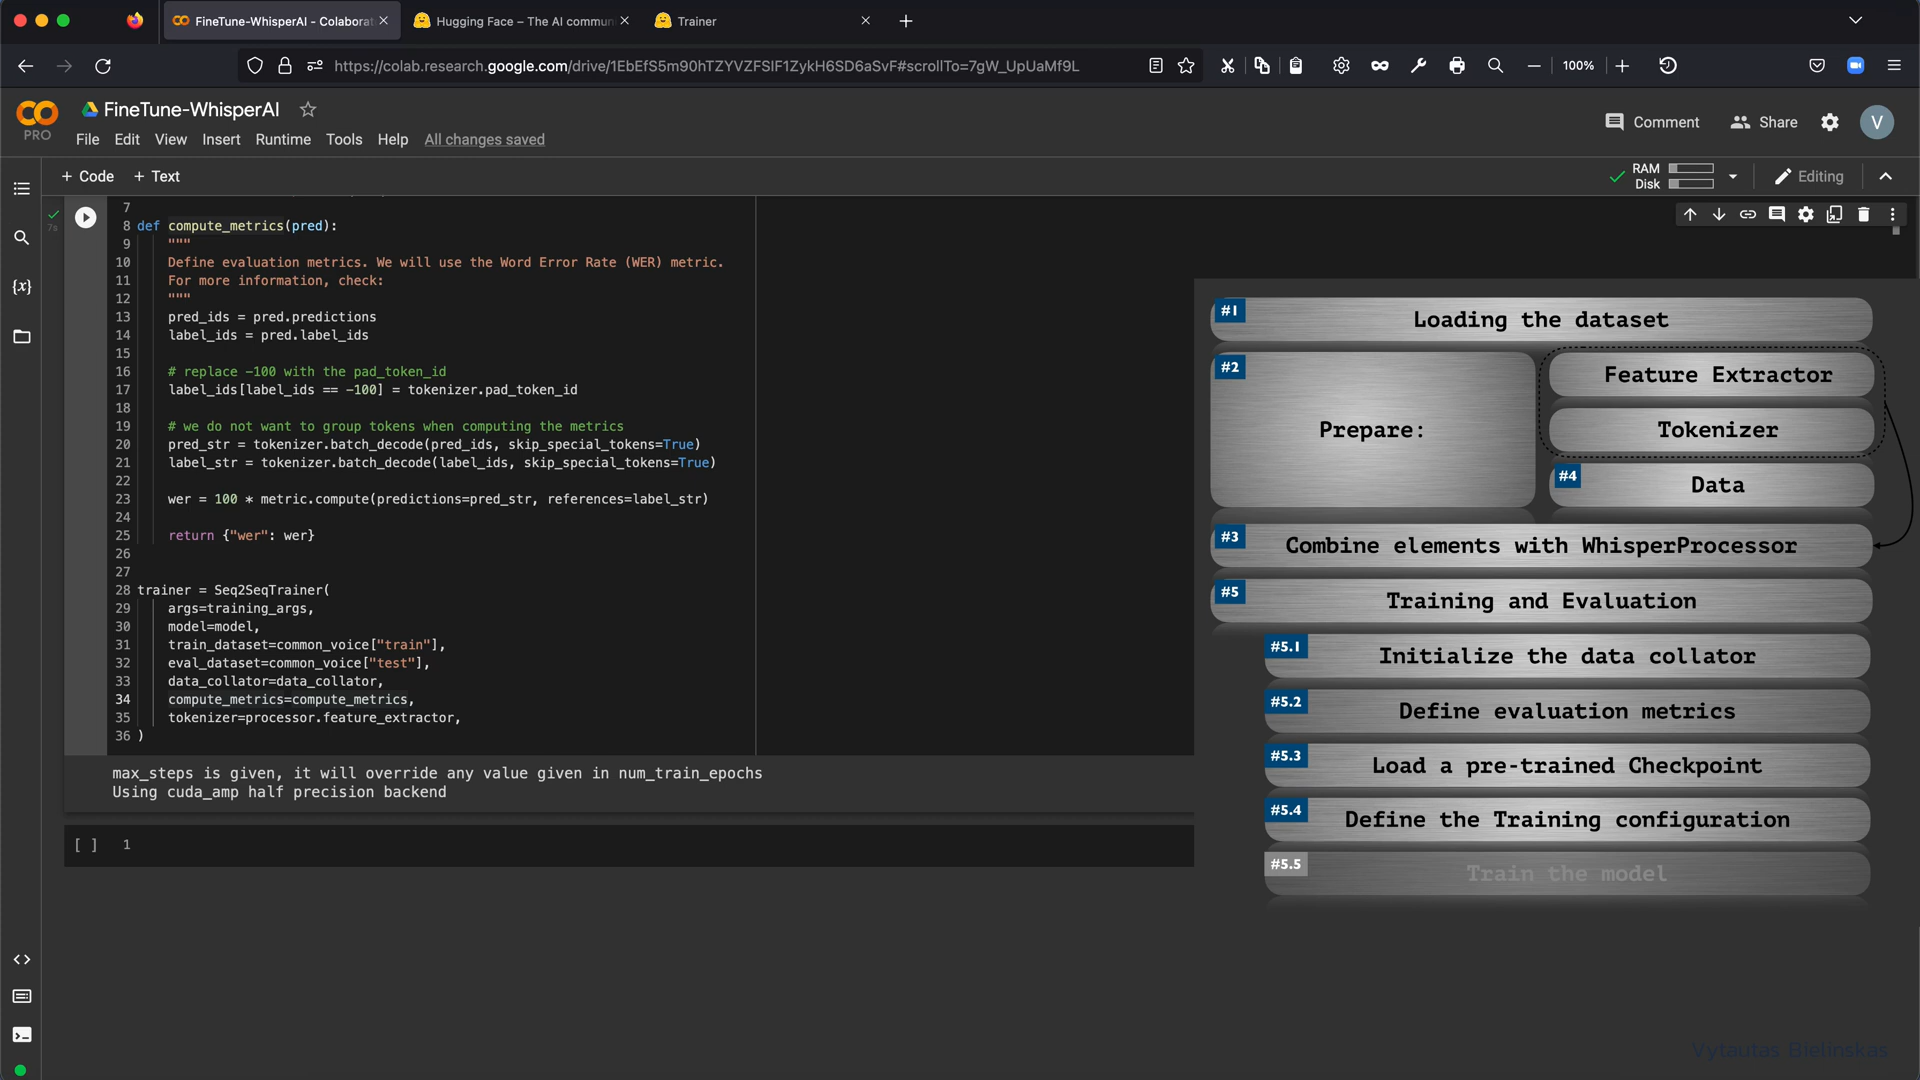 FineTune-WhisperAI - Colaborat
Hugging Face – The AI commun
Trainer
https://colab.research.google.com/drive/1EbEfS5m90hTZYVZFSIF1ZykH6SD6aSvF#scrollTo=7gW_UpUaMf9L
100%
PRO
FineTune-WhisperAI
File Edit View Insert Runtime Tools Help All changes saved
Comment
Share
V
+ Code + Text
RAM
Disk
Editing
{x}
7s
7
8 def compute_metrics(pred):
9 """
10 Define evaluation metrics. We will use the Word Error Rate (WER) metric.
11 For more information, check:
12 """
13 pred_ids = pred.predictions
14 label_ids = pred.label_ids
15
16 # replace -100 with the pad_token_id
17 label_ids[label_ids == -100] = tokenizer.pad_token_id
18
19 # we do not want to group tokens when computing the metrics
20 pred_str = tokenizer.batch_decode(pred_ids, skip_special_tokens=True)
21 label_str = tokenizer.batch_decode(label_ids, skip_special_tokens=True)
22
23 wer = 100 * metric.compute(predictions=pred_str, references=label_str)
24
25 return {"wer": wer}
26
27
28 trainer = Seq2SeqTrainer(
29 args=training_args,
30 model=model,
31 train_dataset=common_voice["train"],
32 eval_dataset=common_voice["test"],
33 data_collator=data_collator,
34 compute_metrics=compute_metrics,
35 tokenizer=processor.feature_extractor,
36 )
max_steps is given, it will override any value given in num_train_epochs
Using cuda_amp half precision backend
[ ] 1
#1 Loading the dataset
#2 Prepare:
Feature Extractor
Tokenizer
#4 Data
#3 Combine elements with WhisperProcessor
#5 Training and Evaluation
#5.1 Initialize the data collator
#5.2 Define evaluation metrics
#5.3 Load a pre-trained Checkpoint
#5.4 Define the Training configuration
#5.5 Train the model
Vytautas Bielinskas